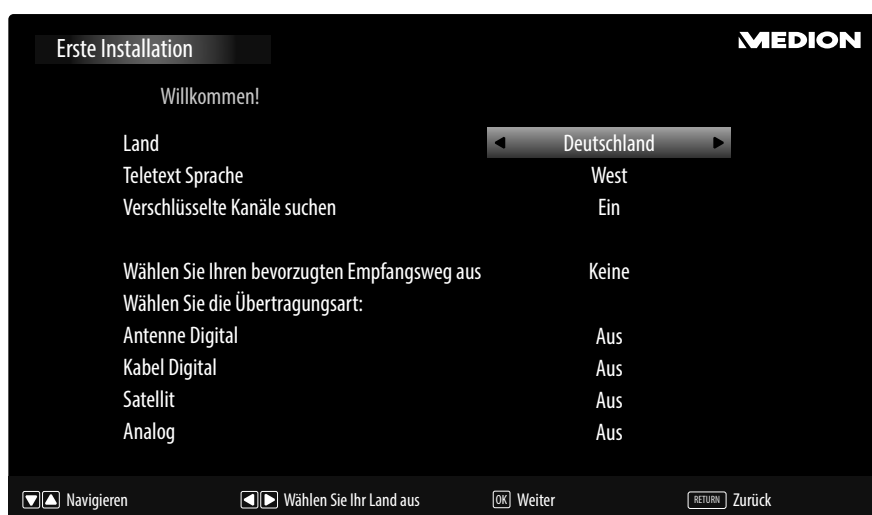 Erste Installation
MEDION
Willkommen!
Land Deutschland
Teletext Sprache West
Verschlüsselte Kanäle suchen Ein
Wählen Sie Ihren bevorzugten Empfangsweg aus Keine
Wählen Sie die Übertragungsart:
Antenne Digital Aus
Kabel Digital Aus
Satellit Aus
Analog Aus
Navigieren Wählen Sie Ihr Land aus OK Weiter RETURN Zurück